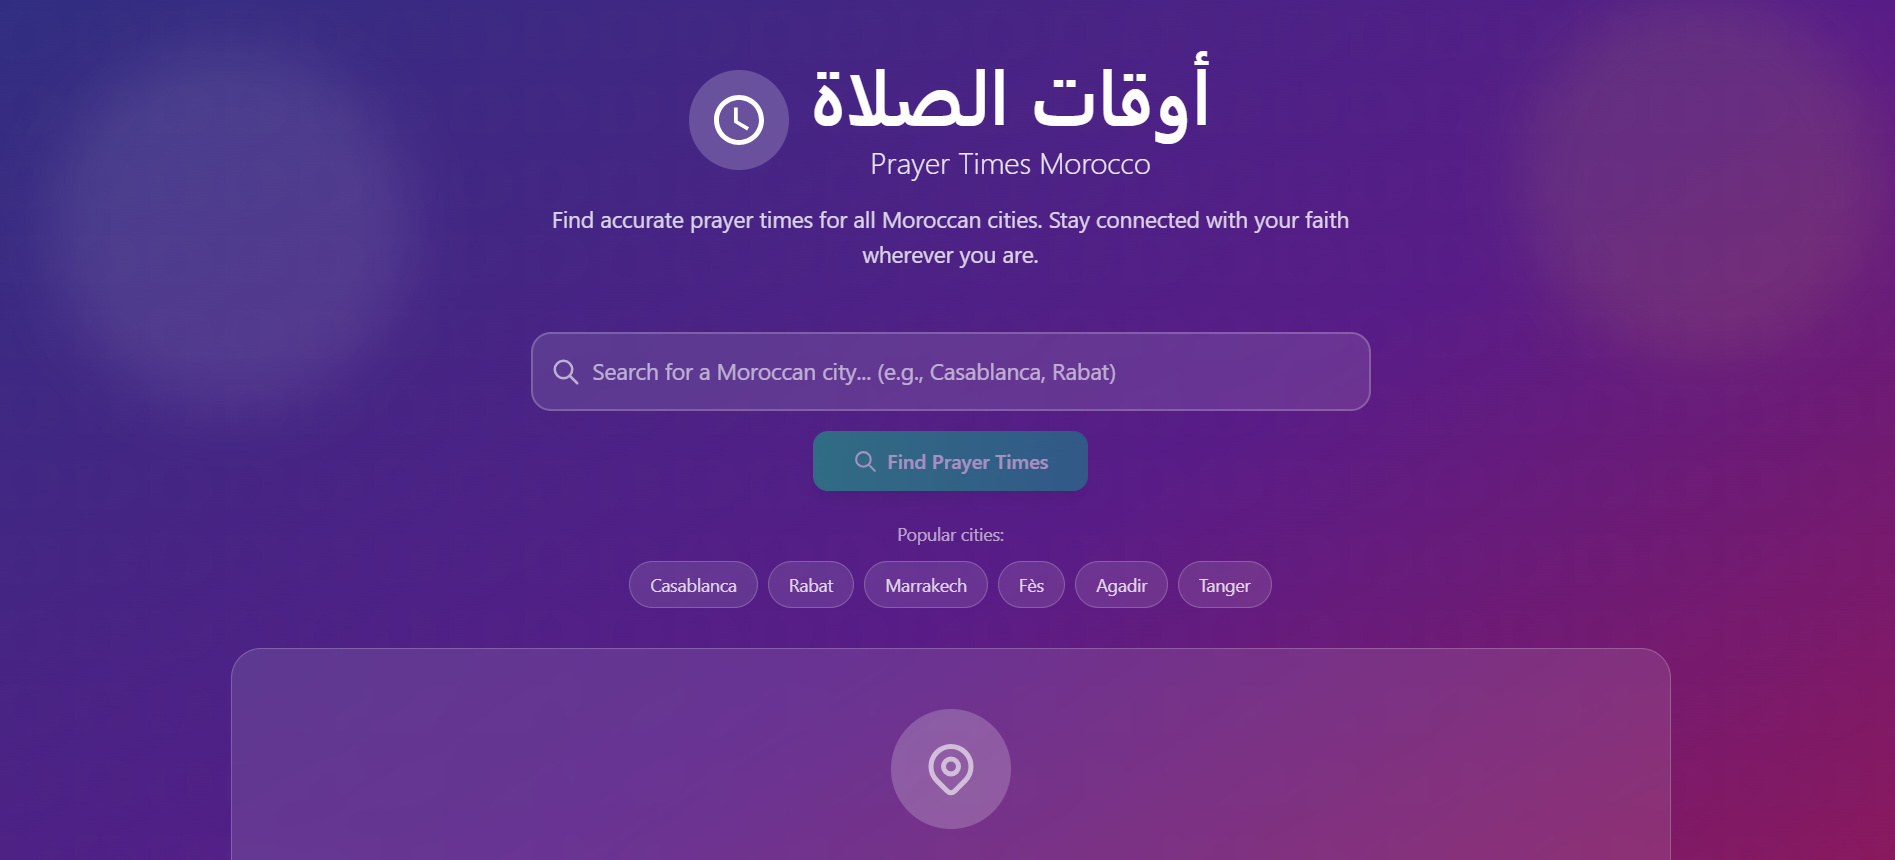 أوقات الصلاة
Prayer Times Morocco
Find accurate prayer times for all Moroccan cities. Stay connected with your faith
wherever you are.
Search for a Moroccan city... (e.g., Casablanca, Rabat)
Find Prayer Times
Popular cities:
Casablanca Rabat Marrakech Fès Agadir Tanger